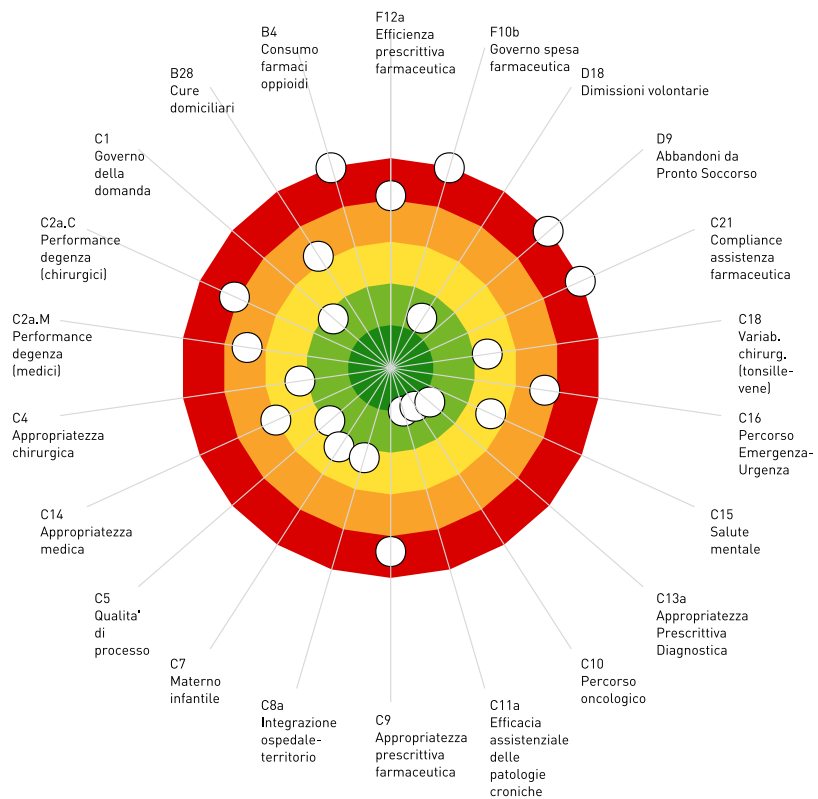 F12a
Efficienza
prescrittiva
farmaceutica
F10b
Governo spesa
farmaceutica
D18
Dimissioni volontarie
D9
Abbandoni da
Pronto Soccorso
C21
Compliance
assistenza
farmaceutica
C18
Variab.
chirurg.
(tonsille-
vene)
C16
Percorso
Emergenza-
Urgenza
C15
Salute
mentale
C13a
Appropriatezza
Prescrittiva
Diagnostica
C10
Percorso
oncologico
C11a
Efficacia
assistenziale
delle
patologie
croniche
C9
Appropriatezza
prescrittiva
farmaceutica
C8a
Integrazione
ospedale-
territorio
C7
Materno
infantile
C5
Qualita'
di
processo
C14
Appropriatezza
medica
C4
Appropriatezza
chirurgica
C2a.M
Performance
degenza
(medici)
C2a.C
Performance
degenza
(chirurgici)
C1
Governo
della
domanda
B28
Cure
domiciliari
B4
Consumo
farmaci
oppioidi